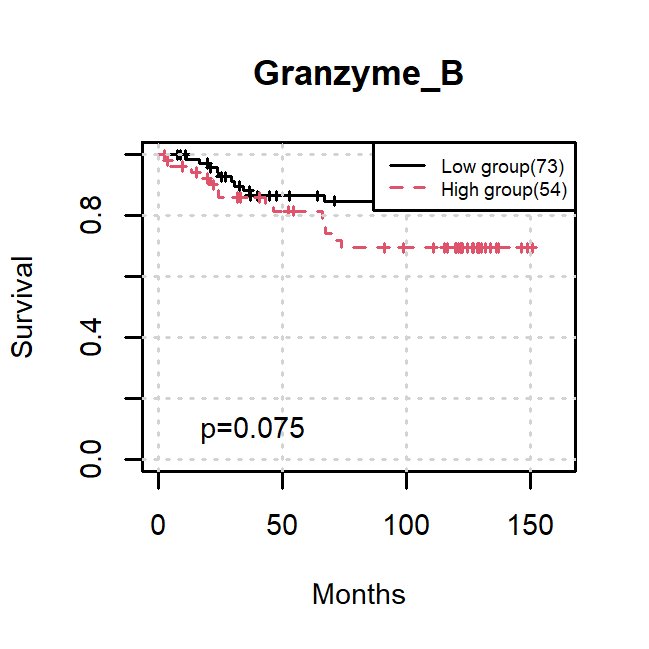 Granzyme_B
Low group(73)
High group(54)
Survival
0.8
0.4
0.0
p=0.075
0 50 100 150
Months